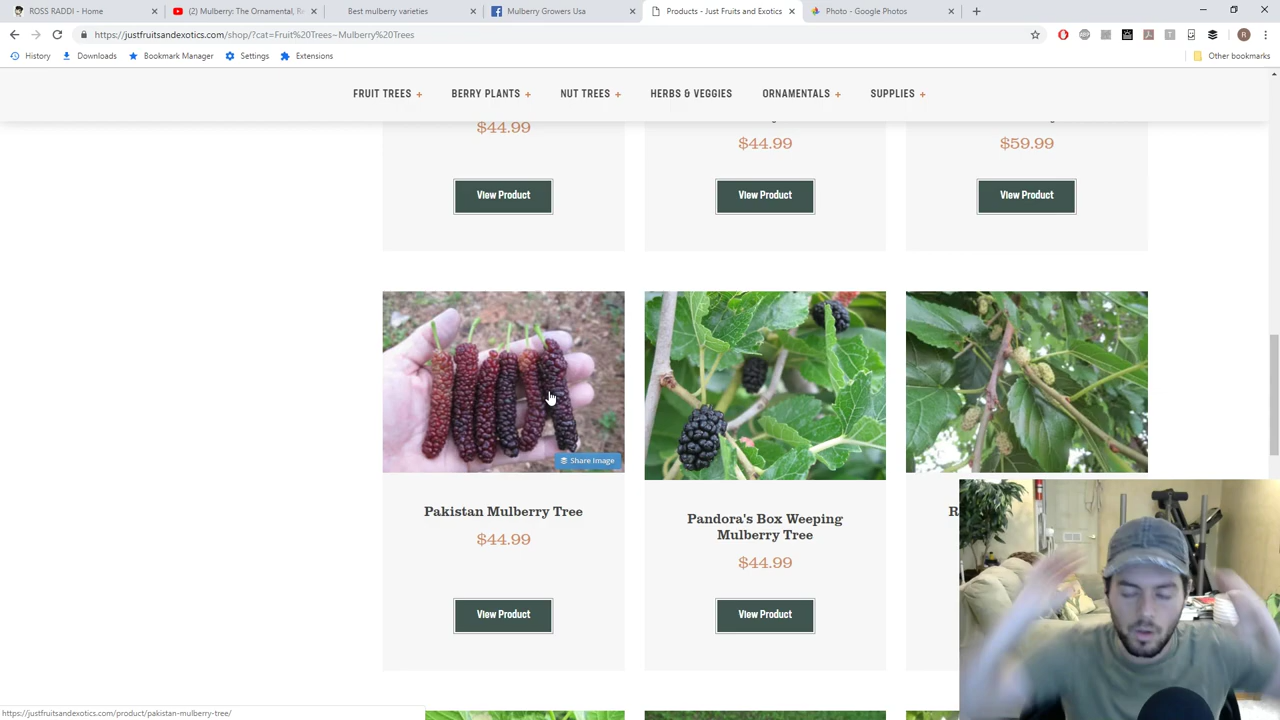 ROSS RADDI - Home
(2) Mulberry: The Ornamental, R
Best mulberry varieties
Mulberry Growers Usa
Products - Just Fruits and Exotics
Photo - Google Photos
https://justfruitsandexotics.com/shop/?cat=Fruit%20Trees~Mulberry%20Trees
History
Downloads
Bookmark Manager
Settings
Extensions
Other bookmarks
FRUIT TREES +
BERRY PLANTS +
NUT TREES +
HERBS & VEGGIES
ORNAMENTALS +
SUPPLIES +
$44.99
$44.99
$59.99
View Product
View Product
View Product
Share Image
Pakistan Mulberry Tree
$44.99
View Product
Pandora's Box Weeping
Mulberry Tree
$44.99
View Product
https://justfruitsandexotics.com/product/pakistan-mulberry-tree/